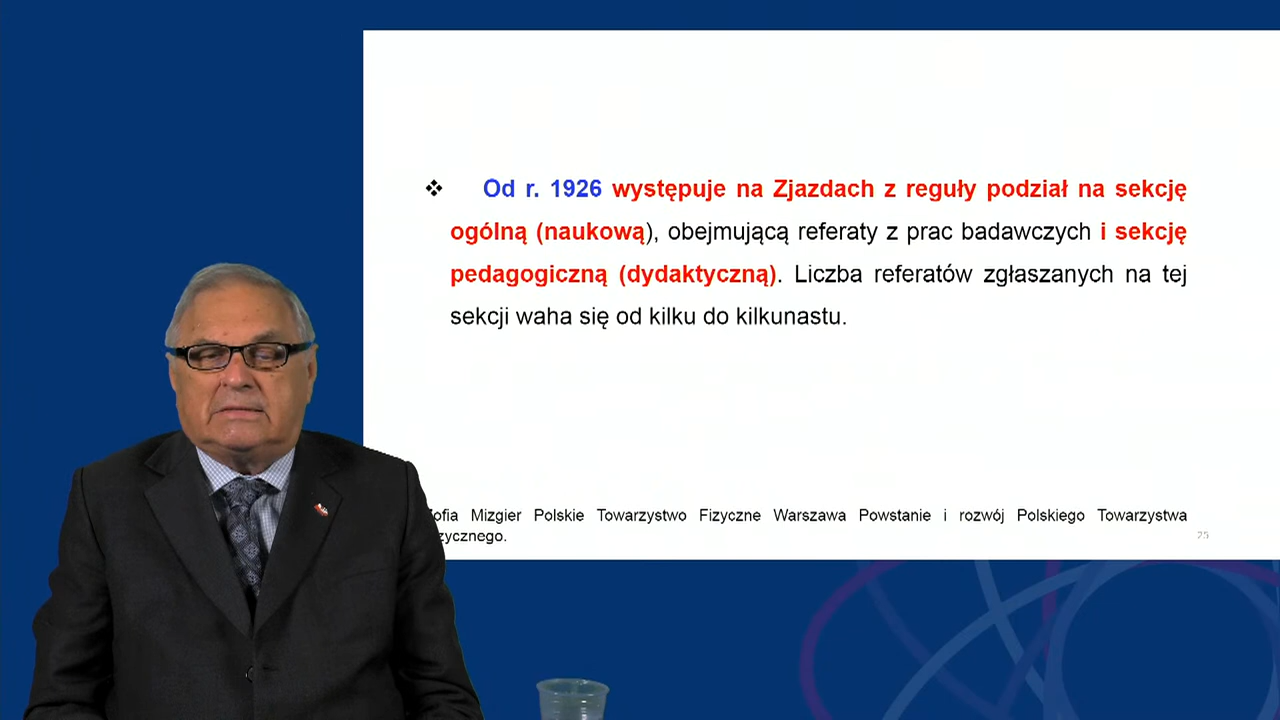 ❖ Od r. 1926 występuje na Zjazdach z reguły podział na sekcję
ogólną (naukową), obejmującą referaty z prac badawczych i sekcję
pedagogiczną (dydaktyczną). Liczba referatów zgłaszanych na tej
sekcji waha się od kilku do kilkunastu.
Mizgier Polskie Towarzystwo Fizyczne Warszawa Powstanie i rozwój Polskiego Towarzystwa
25